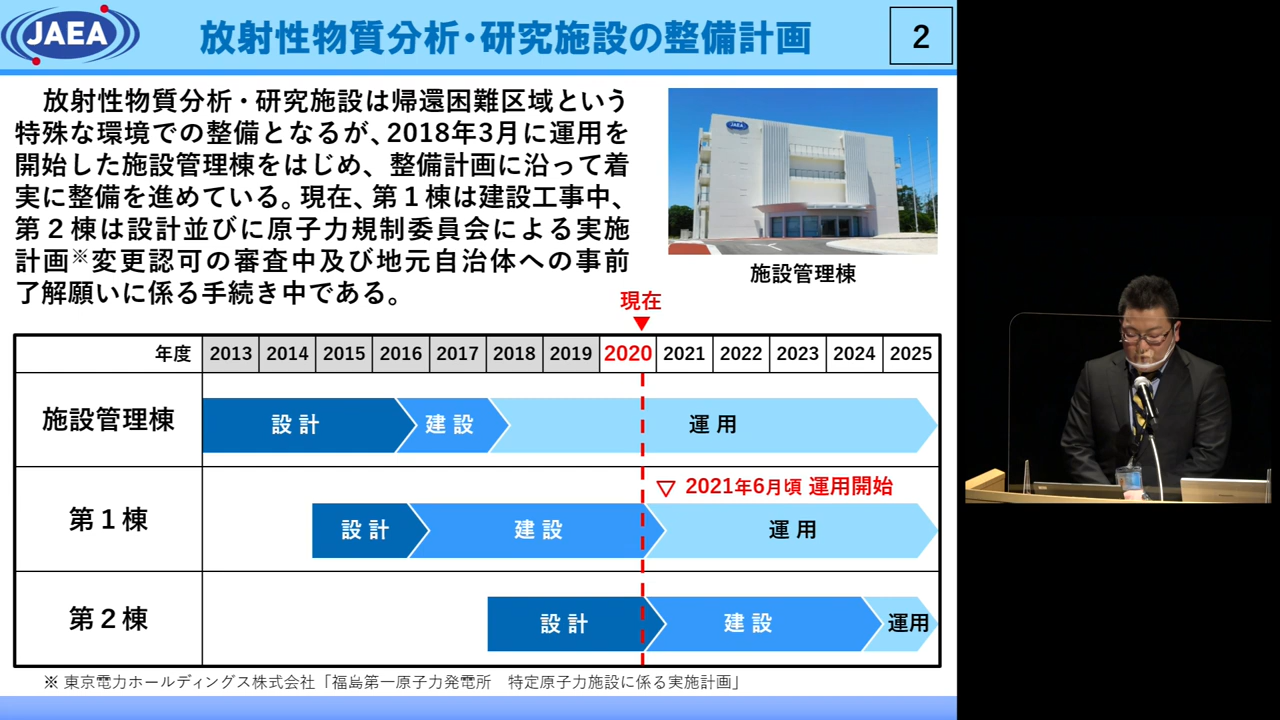 JAEA
放射性物質分析・研究施設の整備計画
2
放射性物質分析・研究施設は帰還困難区域という
特殊な環境での整備となるが、2018年3月に運用を
開始した施設管理棟をはじめ、整備計画に沿って着
実に整備を進めている。現在、第１棟は建設工事中、
第２棟は設計並びに原子力規制委員会による実施
計画※変更認可の審査中及び地元自治体への事前
了解願いに係る手続き中である。
JAEA
施設管理棟
現在
年度 2013 2014 2015 2016 2017 2018 2019 2020 2021 2022 2023 2024 2025
施設管理棟 設計 建設 運用
▽ 2021年6月頃 運用開始
第１棟 設計 建設 運用
第２棟 設計 建設 運用
※ 東京電力ホールディングス株式会社「福島第一原子力発電所　特定原子力施設に係る実施計画」